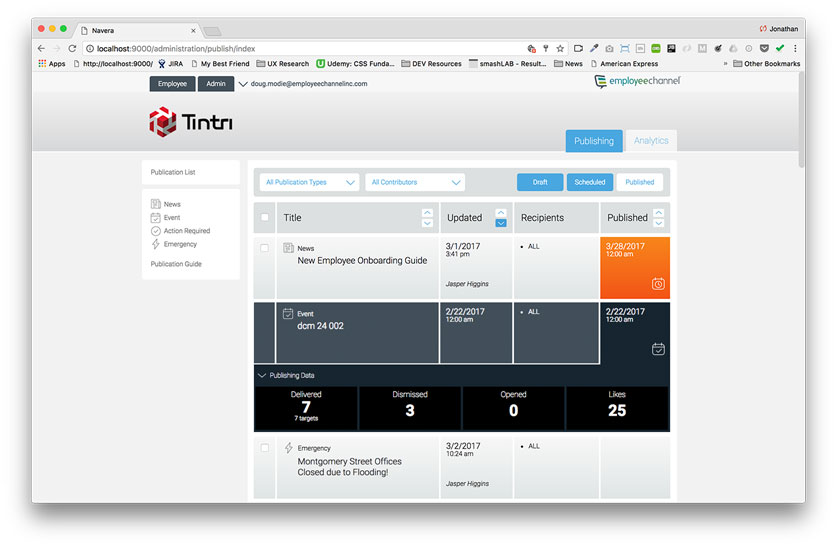 Navera
Jonathan
localhost:9000/administration/publish/index
Apps
http://localhost:9000/
JIRA
My Best Friend
UX Research
Udemy: CSS Funda...
DEV Resources
smashLAB - Result...
News
American Express
»
Other Bookmarks
Employee
Admin
doug.modie@employeechannelinc.com
employeechannel
Tintri
Publishing
Analytics
Publication List
News
Event
Action Required
Emergency
Publication Guide
All Publication Types
All Contributors
Draft
Scheduled
Published
Title
Updated
Recipients
Published
News
New Employee Onboarding Guide
3/1/2017
3:41 pm
Jasper Higgins
• ALL
3/28/2017
12:00 am
Event
dcm 24 002
2/22/2017
12:00 am
• ALL
2/22/2017
12:00 am
Publishing Data
Delivered
7
7 targets
Dismissed
3
Opened
0
Likes
25
Emergency
Montgomery Street Offices
Closed due to Flooding!
3/2/2017
10:24 am
Jasper Higgins
• ALL